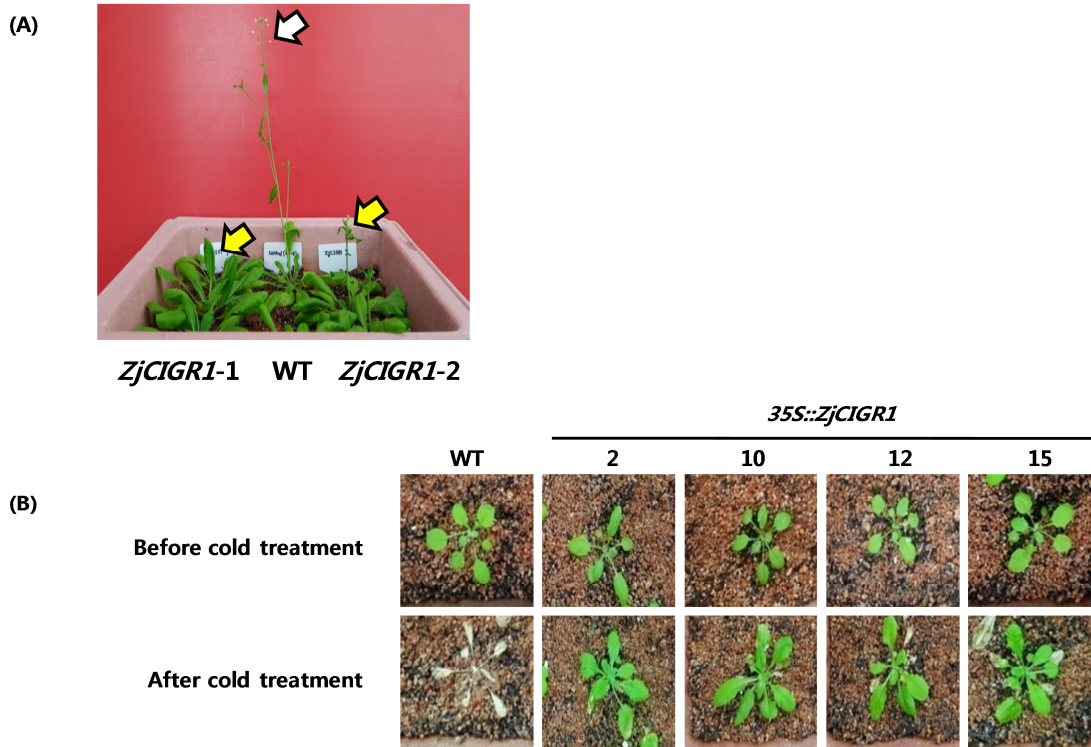 (A)
ZjCIGR1-1 WT ZjCIGR1-2
35S::ZjCIGR1
WT 2 10 12 15
(B)
Before cold treatment
After cold treatment